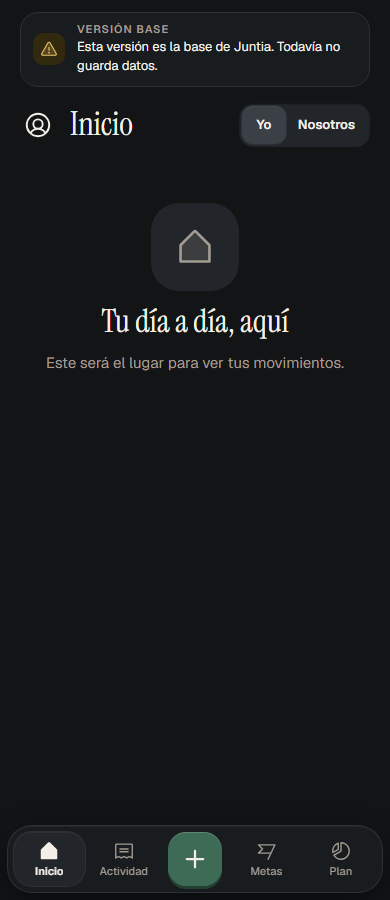 VERSIÓN BASE
Esta versión es la base de Juntia. Todavía no
guarda datos.
Inicio
Yo
Nosotros
Tu día a día, aquí
Este será el lugar para ver tus movimientos.
Inicio
Actividad
Metas
Plan